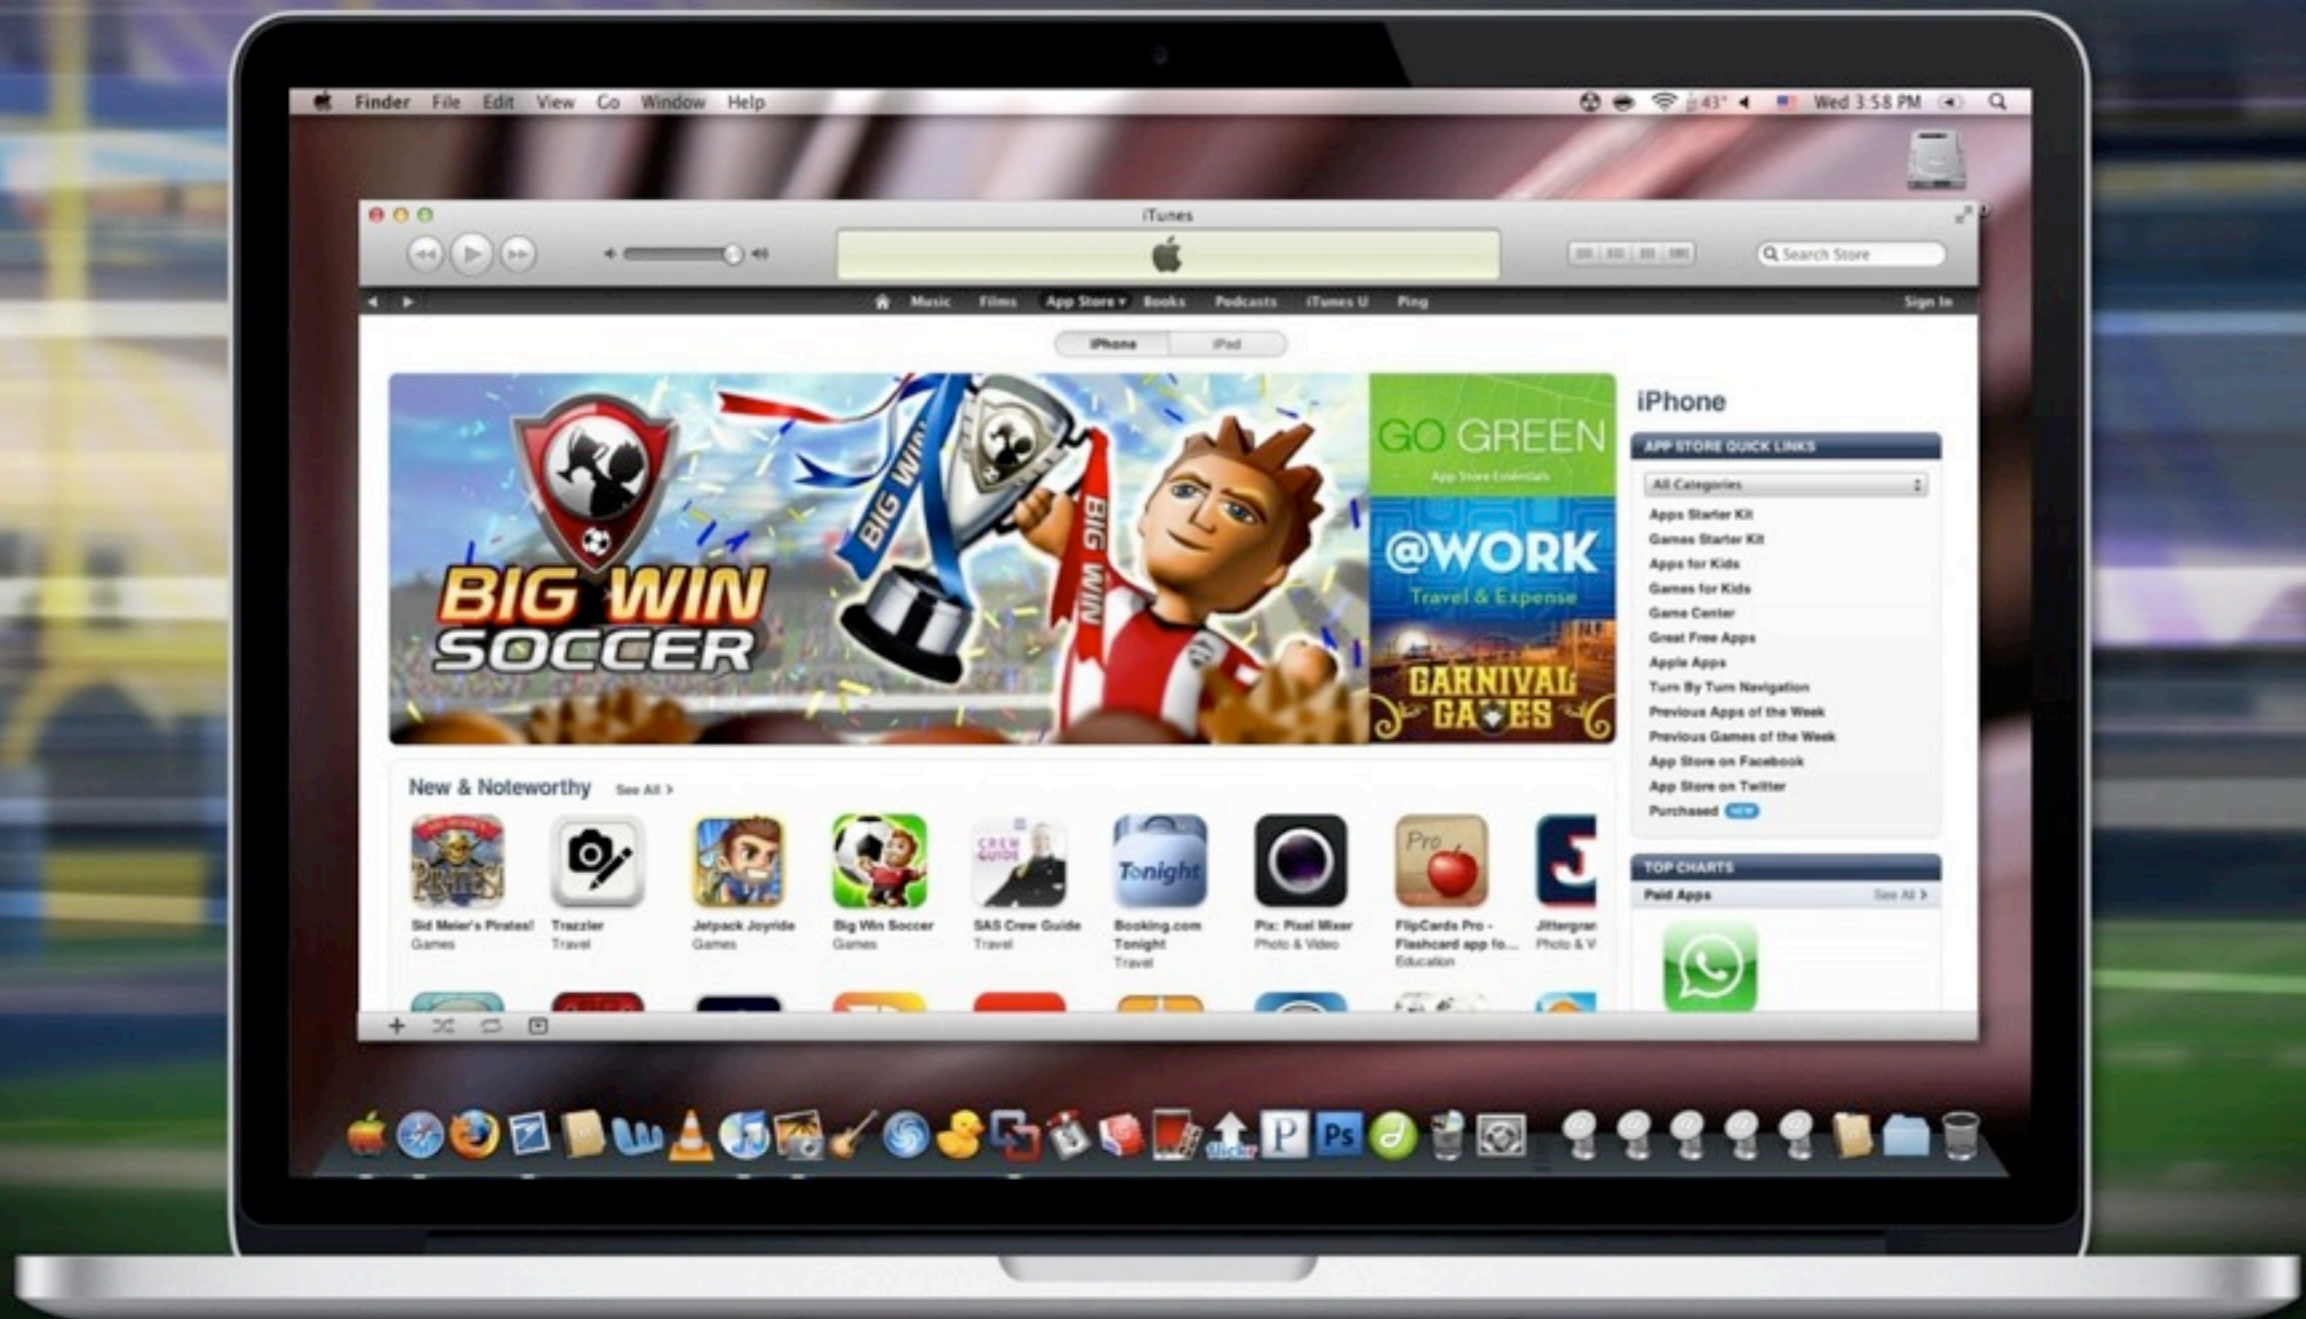 Finder File Edit View Go Window Help
43° Wed 3:58 PM
iTunes
Search Store
Music Films App Store Books Podcasts iTunes U Ping
Sign In
iPhone iPad
BIG WIN
SOCCER
BIG WIN
BIG WIN
GO GREEN
App Store Essentials
@WORK
Travel & Expense
CARNIVAL
GAMES
iPhone
APP STORE QUICK LINKS
All Categories
Apps Starter Kit
Games Starter Kit
Apps for Kids
Games for Kids
Game Center
Great Free Apps
Apple Apps
Turn By Turn Navigation
Previous Apps of the Week
Previous Games of the Week
App Store on Facebook
App Store on Twitter
Purchased NEW
TOP CHARTS
Paid Apps See All >
New & Noteworthy See All >
PIRATES!
CREW
GUIDE
Tonight
Pro
J
Sid Meier's Pirates!
Games
Trazzler
Travel
Jetpack Joyride
Games
Big Win Soccer
Games
SAS Crew Guide
Travel
Booking.com
Tonight
Travel
Pix: Pixel Mixer
Photo & Video
FlipCards Pro -
Flashcard app fo...
Education
Jittergram
Photo & V
flickr
P
Ps